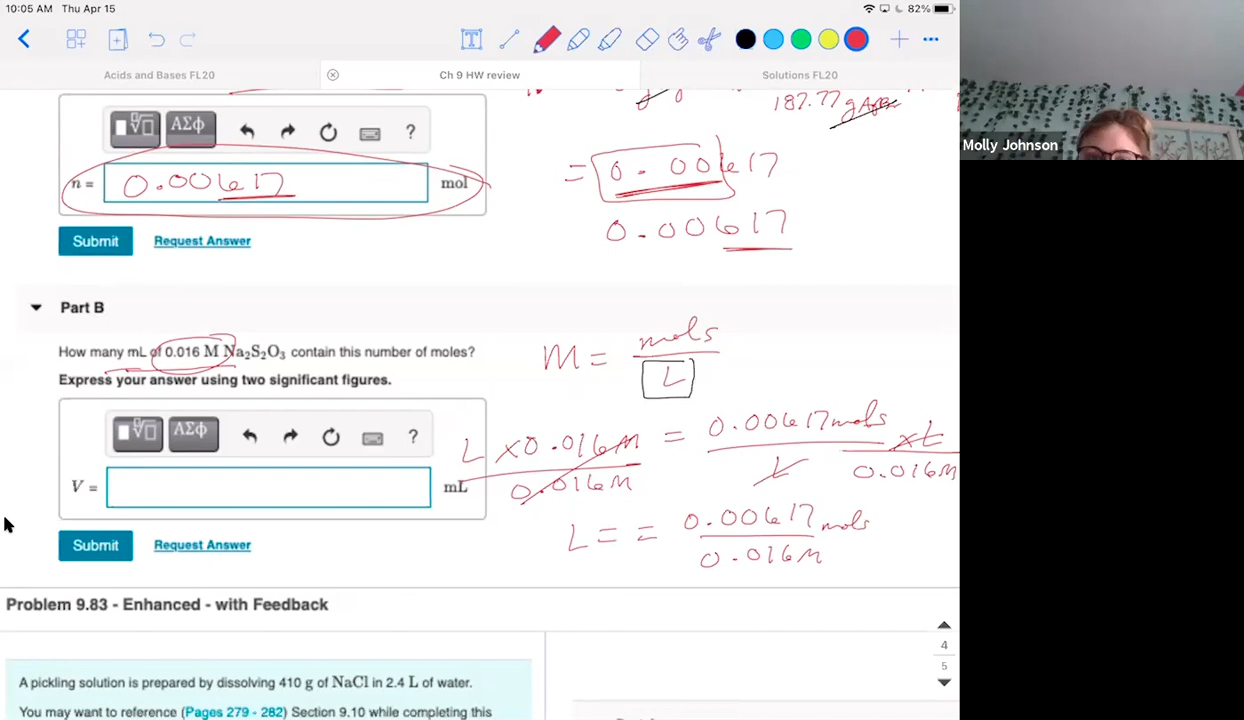 10:05 AM Thu Apr 15
82%
T
Acids and Bases FL20
Ch 9 HW review
Solutions FL20
187.77 g
ΑΣΦ
?
n =
0.00617
mol
= 0.00617
0.00617
Submit
Request Answer
Molly Johnson
Part B
How many mL of 0.016 M Na₂S₂O₃ contain this number of moles?
Express your answer using two significant figures.
M = mols / L
ΑΣΦ
?
V =
mL
L × 0.016M / 0.016M = 0.00617 mols / L × L / 0.016M
L = = 0.00617 mols / 0.016M
Submit
Request Answer
Problem 9.83 - Enhanced - with Feedback
A pickling solution is prepared by dissolving 410 g of NaCl in 2.4 L of water.
You may want to reference (Pages 279 - 282) Section 9.10 while completing this
4
5